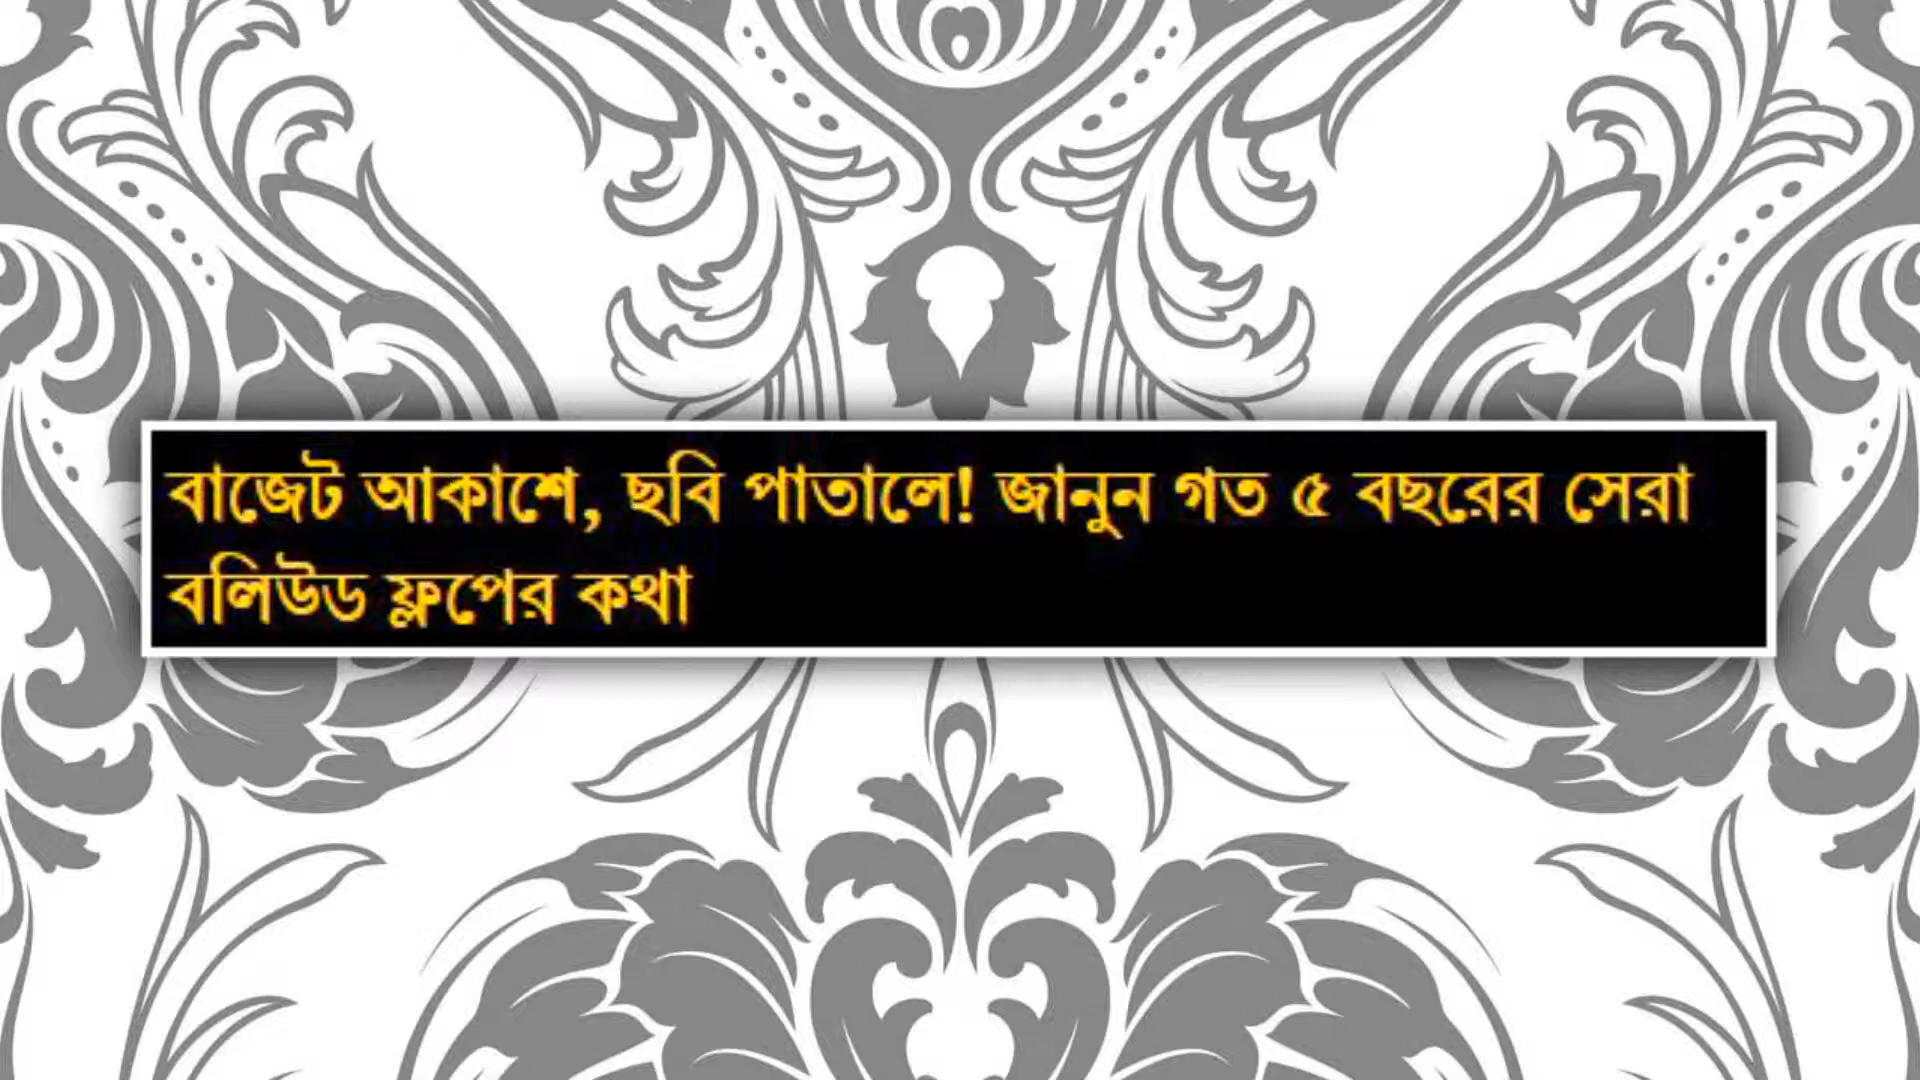 বাজেট আকাশে, ছবি পাতালে! জানুন গত ৫ বছরের সেরা
বলিউড ফ্লপের কথা